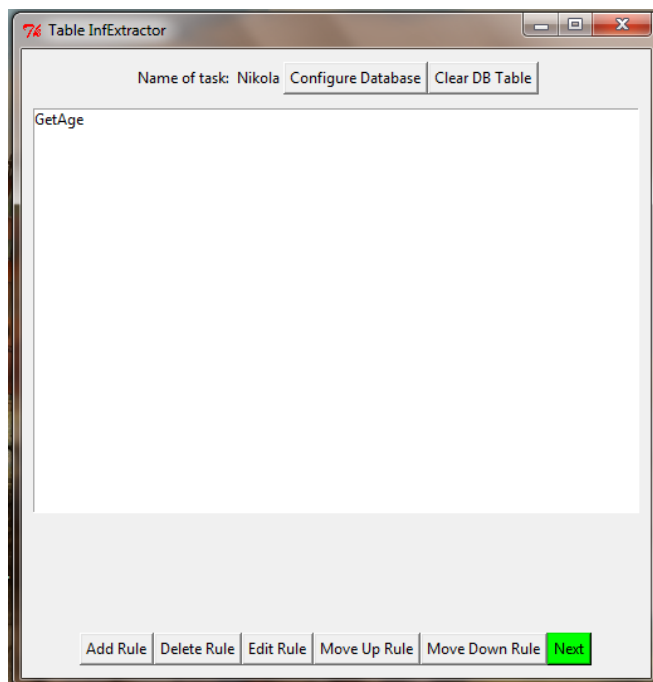 Table InfExtractor
Name of task: Nikola Configure Database Clear DB Table
GetAge
Add Rule Delete Rule Edit Rule Move Up Rule Move Down Rule Next